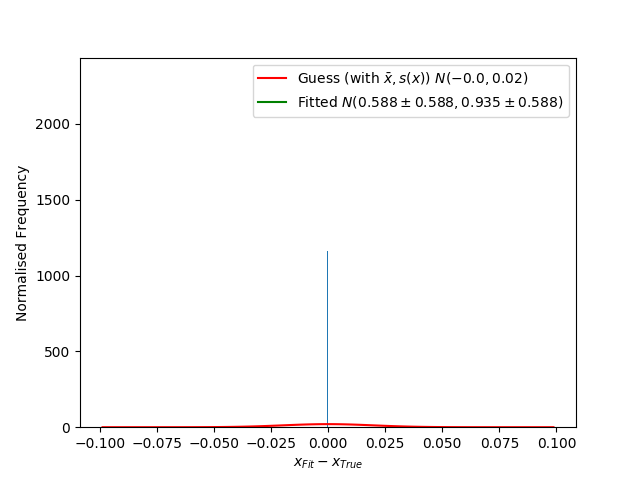 Guess (with x̄, s(x)) N(−0.0, 0.02)
Fitted N(0.588 ± 0.588, 0.935 ± 0.588)
2000
1500
1000
500
0
Normalised Frequency
−0.100 −0.075 −0.050 −0.025 0.000 0.025 0.050 0.075 0.100
x_Fit − x_True